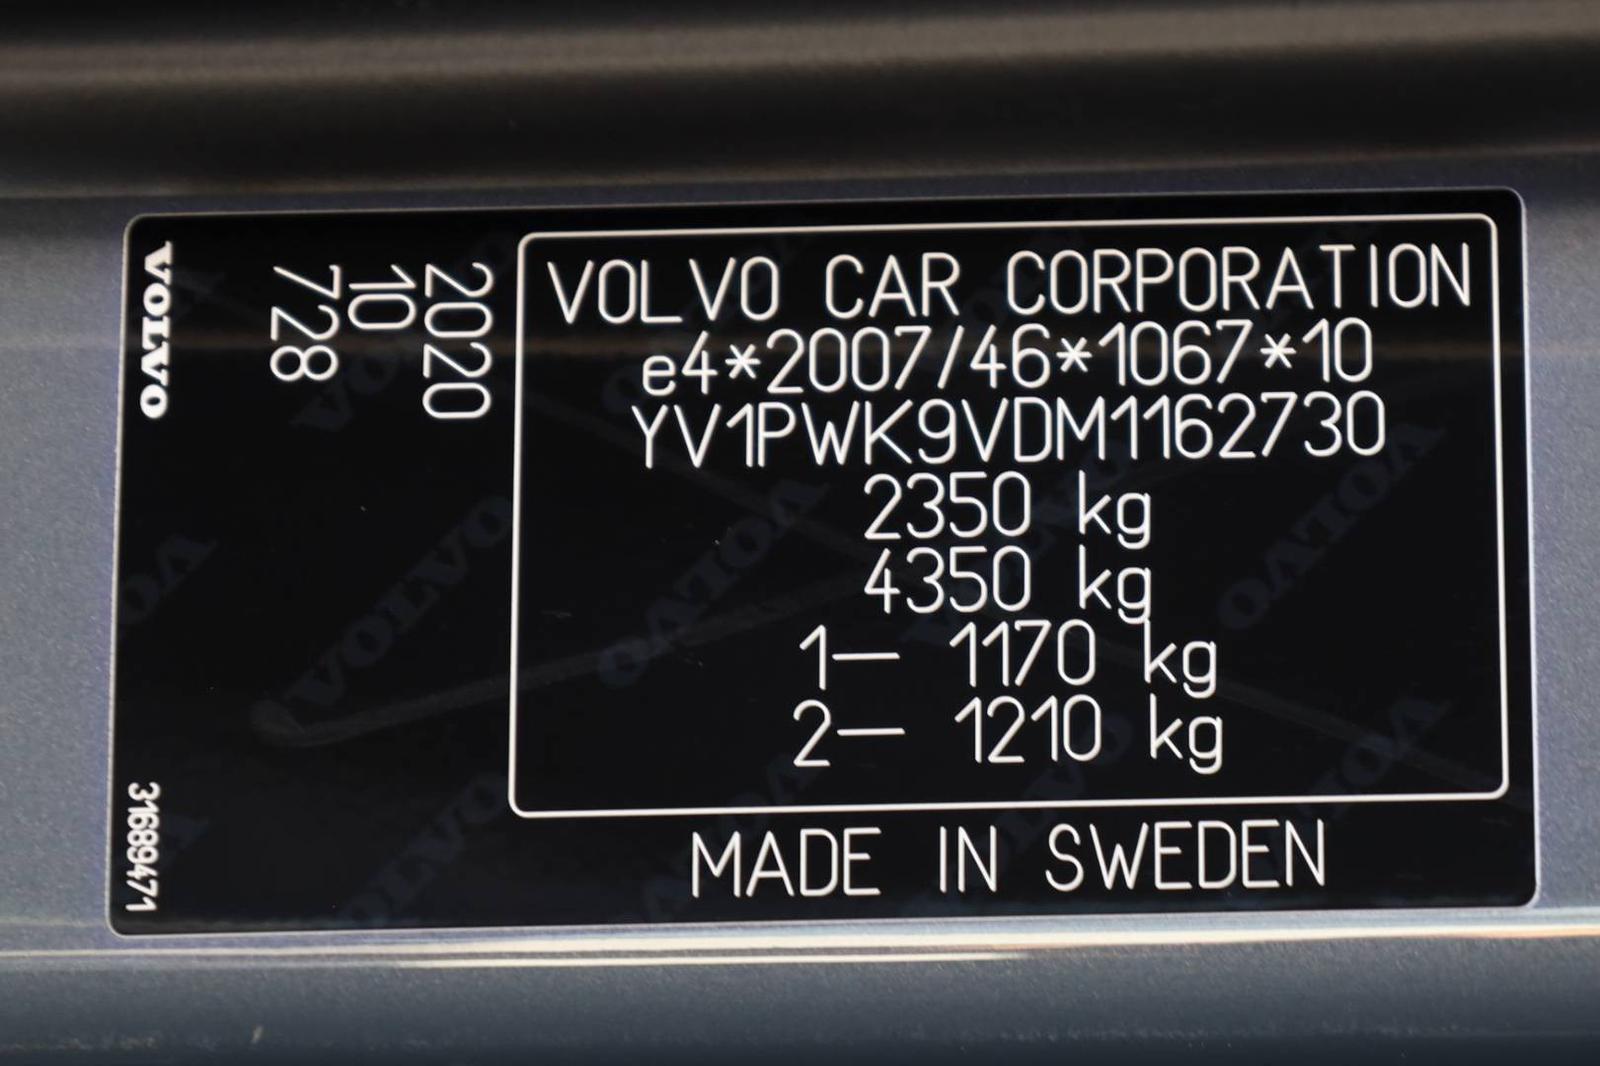 VOLVO
2020
10
728
31689471
VOLVO CAR CORPORATION
e4*2007/46*1067*10
YV1PWK9VDM1162730
2350 kg
4350 kg
1— 1170 kg
2— 1210 kg
MADE IN SWEDEN